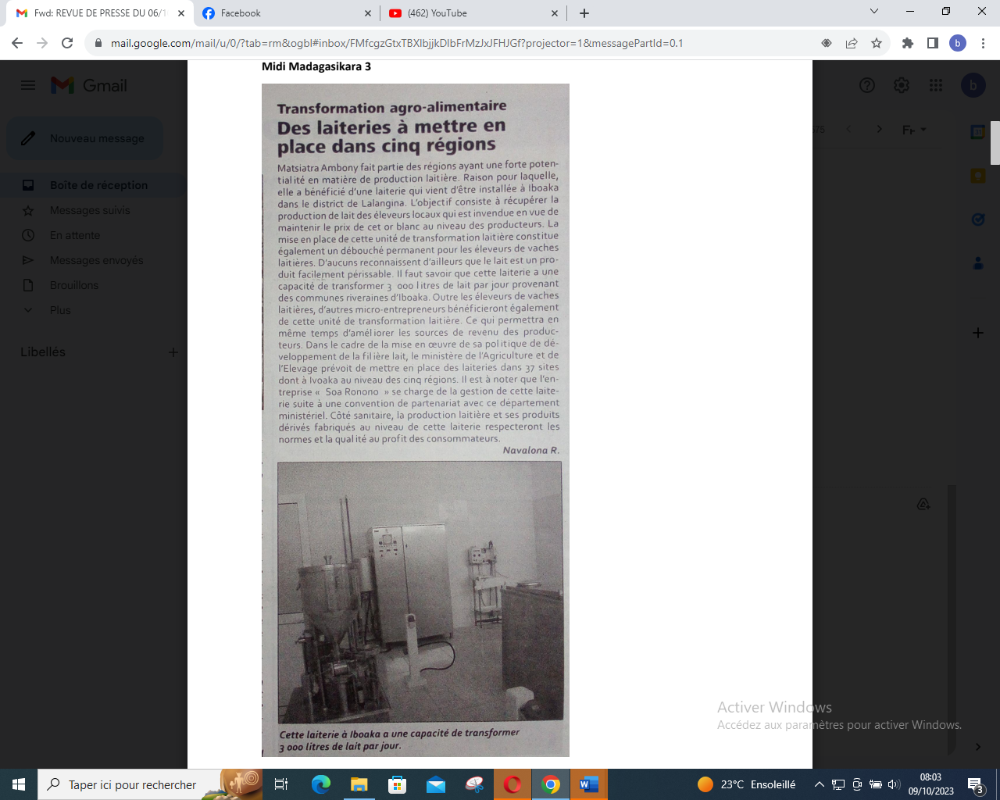 Fwd: REVUE DE PRESSE DU 06/1
Facebook
(462) YouTube
mail.google.com/mail/u/0/?tab=rm&ogbl#inbox/FMfcgzGtxTBXlbjjkDlbFrMzJxJFHJGf?projector=1&messagePartId=0.1
b
Gmail
b
Nouveau message
Boîte de réception
Messages suivis
En attente
Messages envoyés
Brouillons
Plus
Libellés
Midi Madagasikara 3
Transformation agro-alimentaire
Des laiteries à mettre en
place dans cinq régions
Matsiatra Ambony fait partie des régions ayant une forte poten-
tialité en matière de production laitière. Raison pour laquelle,
elle a bénéficié d'une laiterie qui vient d'être installée à Iboaka
dans le district de Lalangina. L'objectif consiste à récupérer la
production de lait des éleveurs locaux qui est invendue en vue de
maintenir le prix de cet or blanc au niveau des producteurs. La
mise en place de cette unité de transformation laitière constitue
également un débouché permanent pour les éleveurs de vaches
laitières. D'aucuns reconnaissent d'ailleurs que le lait est un pro-
duit facilement périssable. Il faut savoir que cette laiterie a une
capacité de transformer 3 000 litres de lait par jour provenant
des communes riveraines d'Iboaka. Outre les éleveurs de vaches
laitières, d'autres micro-entrepreneurs bénéficieront également
de cette unité de transformation laitière. Ce qui permettra en
même temps d'améliorer les sources de revenu des produc-
teurs. Dans le cadre de la mise en œuvre de sa politique de dé-
veloppement de la filière lait, le ministère de l'Agriculture et de
l'Elevage prévoit de mettre en place des laiteries dans 37 sites
dont à Ivoaka au niveau des cinq régions. Il est à noter que l'en-
treprise « Soa Ronono » se charge de la gestion de cette laite-
rie suite à une convention de partenariat avec ce département
ministériel. Côté sanitaire, la production laitière et ses produits
dérivés fabriqués au niveau de cette laiterie respecteront les
normes et la qualité au profit des consommateurs.
Navalona R.
Cette laiterie à Iboaka a une capacité de transformer
3 000 litres de lait par jour.
575
Fr
Activer Windows
Accédez aux paramètres pour activer Windows.
Taper ici pour rechercher
23°C Ensoleillé
08:03
09/10/2023
3